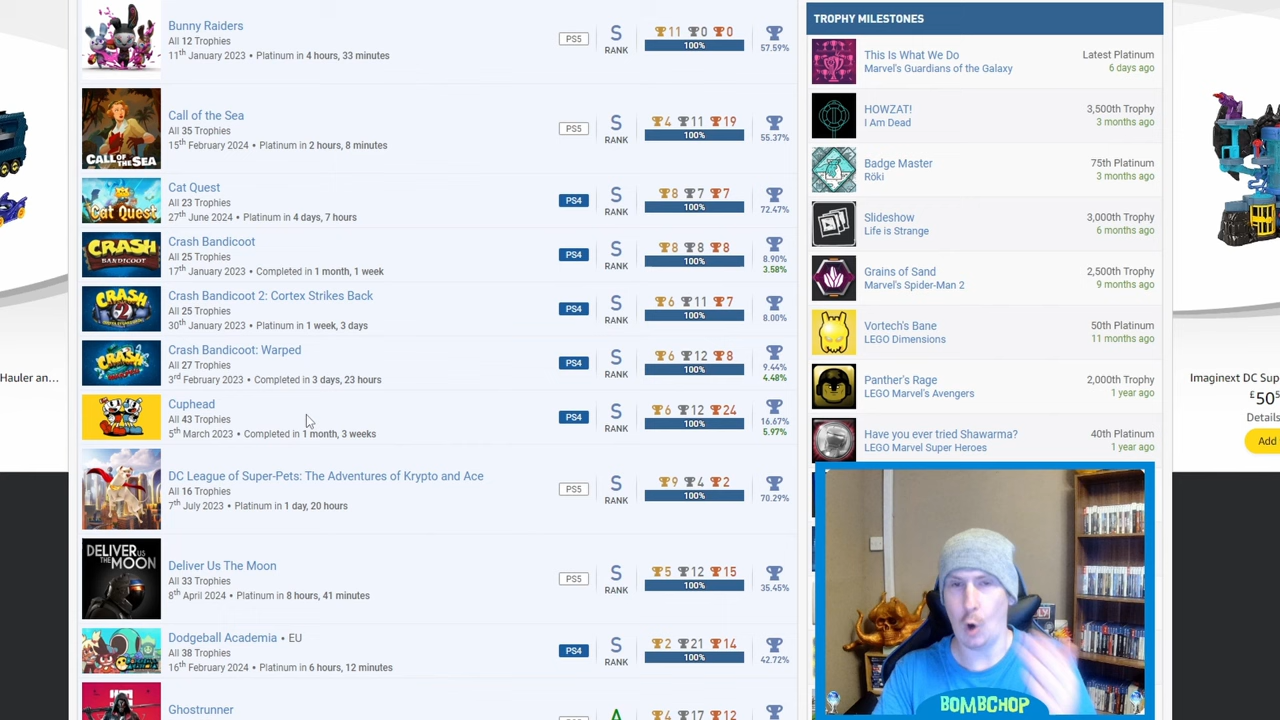 Bunny Raiders
All 12 Trophies
11th January 2023 • Platinum in 4 hours, 33 minutes
PS5
S
RANK
11 0 0
100%
57.59%
CALL OF THE SEA
Call of the Sea
All 35 Trophies
15th February 2024 • Platinum in 2 hours, 8 minutes
PS5
S
RANK
4 11 19
100%
55.37%
Cat Quest
Cat Quest
All 23 Trophies
27th June 2024 • Platinum in 4 days, 7 hours
PS4
S
RANK
8 7 7
100%
72.47%
CRASH
BANDICOOT
Crash Bandicoot
All 25 Trophies
17th January 2023 • Completed in 1 month, 1 week
PS4
S
RANK
8 8 8
100%
8.90%
3.58%
CRASH
2
Crash Bandicoot 2: Cortex Strikes Back
All 25 Trophies
30th January 2023 • Platinum in 1 week, 3 days
PS4
S
RANK
6 11 7
100%
8.00%
CRASH
Crash Bandicoot: Warped
All 27 Trophies
3rd February 2023 • Completed in 3 days, 23 hours
PS4
S
RANK
6 12 8
100%
9.44%
4.48%
Cuphead
All 43 Trophies
5th March 2023 • Completed in 1 month, 3 weeks
PS4
S
RANK
6 12 24
100%
16.67%
5.97%
DC League of Super-Pets: The Adventures of Krypto and Ace
All 16 Trophies
7th July 2023 • Platinum in 1 day, 20 hours
PS5
S
RANK
9 4 2
100%
70.29%
DELIVER US
THE MOON
Deliver Us The Moon
All 33 Trophies
8th April 2024 • Platinum in 8 hours, 41 minutes
PS5
S
RANK
5 12 15
100%
35.45%
Dodgeball Academia • EU
All 38 Trophies
16th February 2024 • Platinum in 6 hours, 12 minutes
PS4
S
RANK
2 21 14
100%
42.72%
Ghostrunner
A
4 17 12
TROPHY MILESTONES
This Is What We Do
Marvel's Guardians of the Galaxy
Latest Platinum
6 days ago
HOWZAT!
I Am Dead
3,500th Trophy
3 months ago
Badge Master
Röki
75th Platinum
3 months ago
Slideshow
Life is Strange
3,000th Trophy
6 months ago
Grains of Sand
Marvel's Spider-Man 2
2,500th Trophy
9 months ago
Vortech's Bane
LEGO Dimensions
50th Platinum
11 months ago
Panther's Rage
LEGO Marvel's Avengers
2,000th Trophy
1 year ago
Have you ever tried Shawarma?
LEGO Marvel Super Heroes
40th Platinum
1 year ago
BOMBCHOP
Hauler an...
Imaginext DC Sup
£50
Details
Add